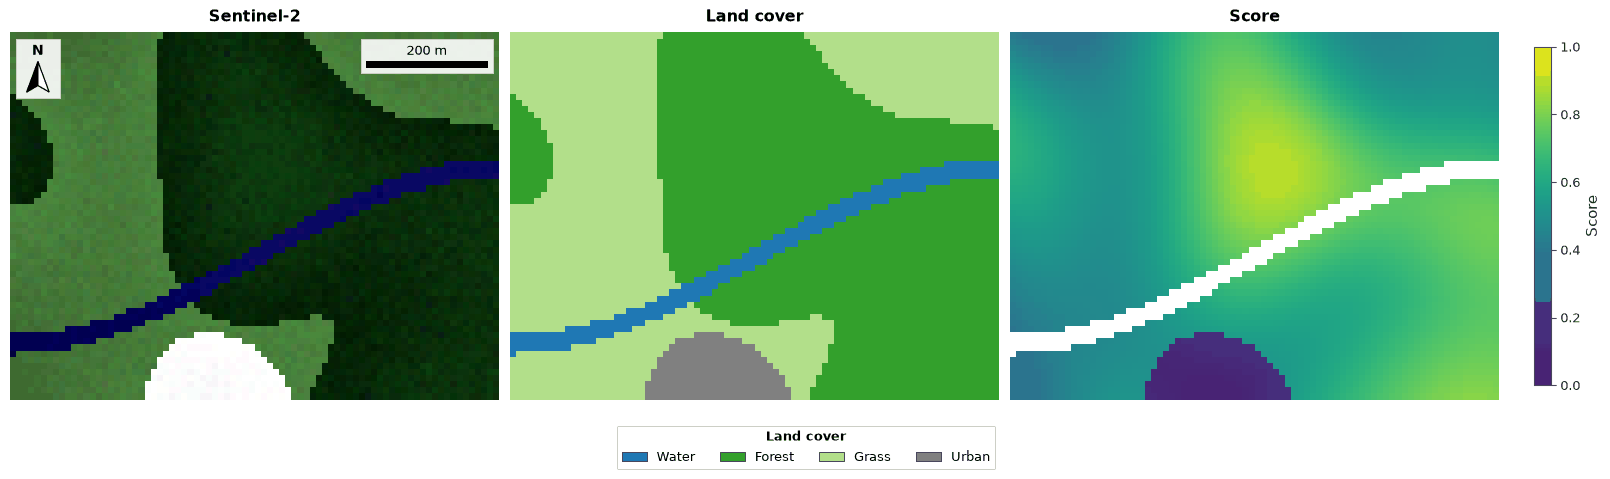 Sentinel-2
Land cover
Score
N
200 m
1.0
0.8
0.6
0.4
0.2
0.0
Score
Land cover
Water
Forest
Grass
Urban